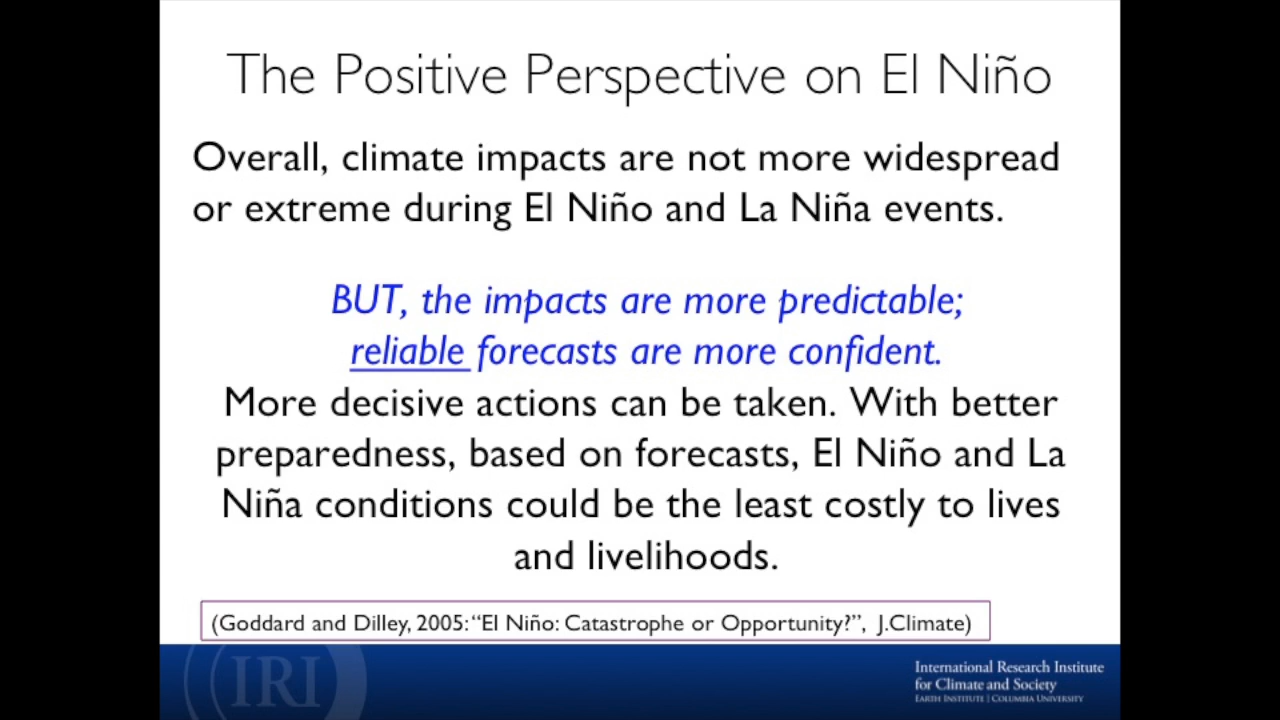 The Positive Perspective on El Niño
Overall, climate impacts are not more widespread
or extreme during El Niño and La Niña events.
BUT, the impacts are more predictable;
reliable forecasts are more confident.
More decisive actions can be taken. With better
preparedness, based on forecasts, El Niño and La
Niña conditions could be the least costly to lives
and livelihoods.
(Goddard and Dilley, 2005: “El Niño: Catastrophe or Opportunity?”, J.Climate)
IRI
International Research Institute
for Climate and Society
EARTH INSTITUTE | COLUMBIA UNIVERSITY